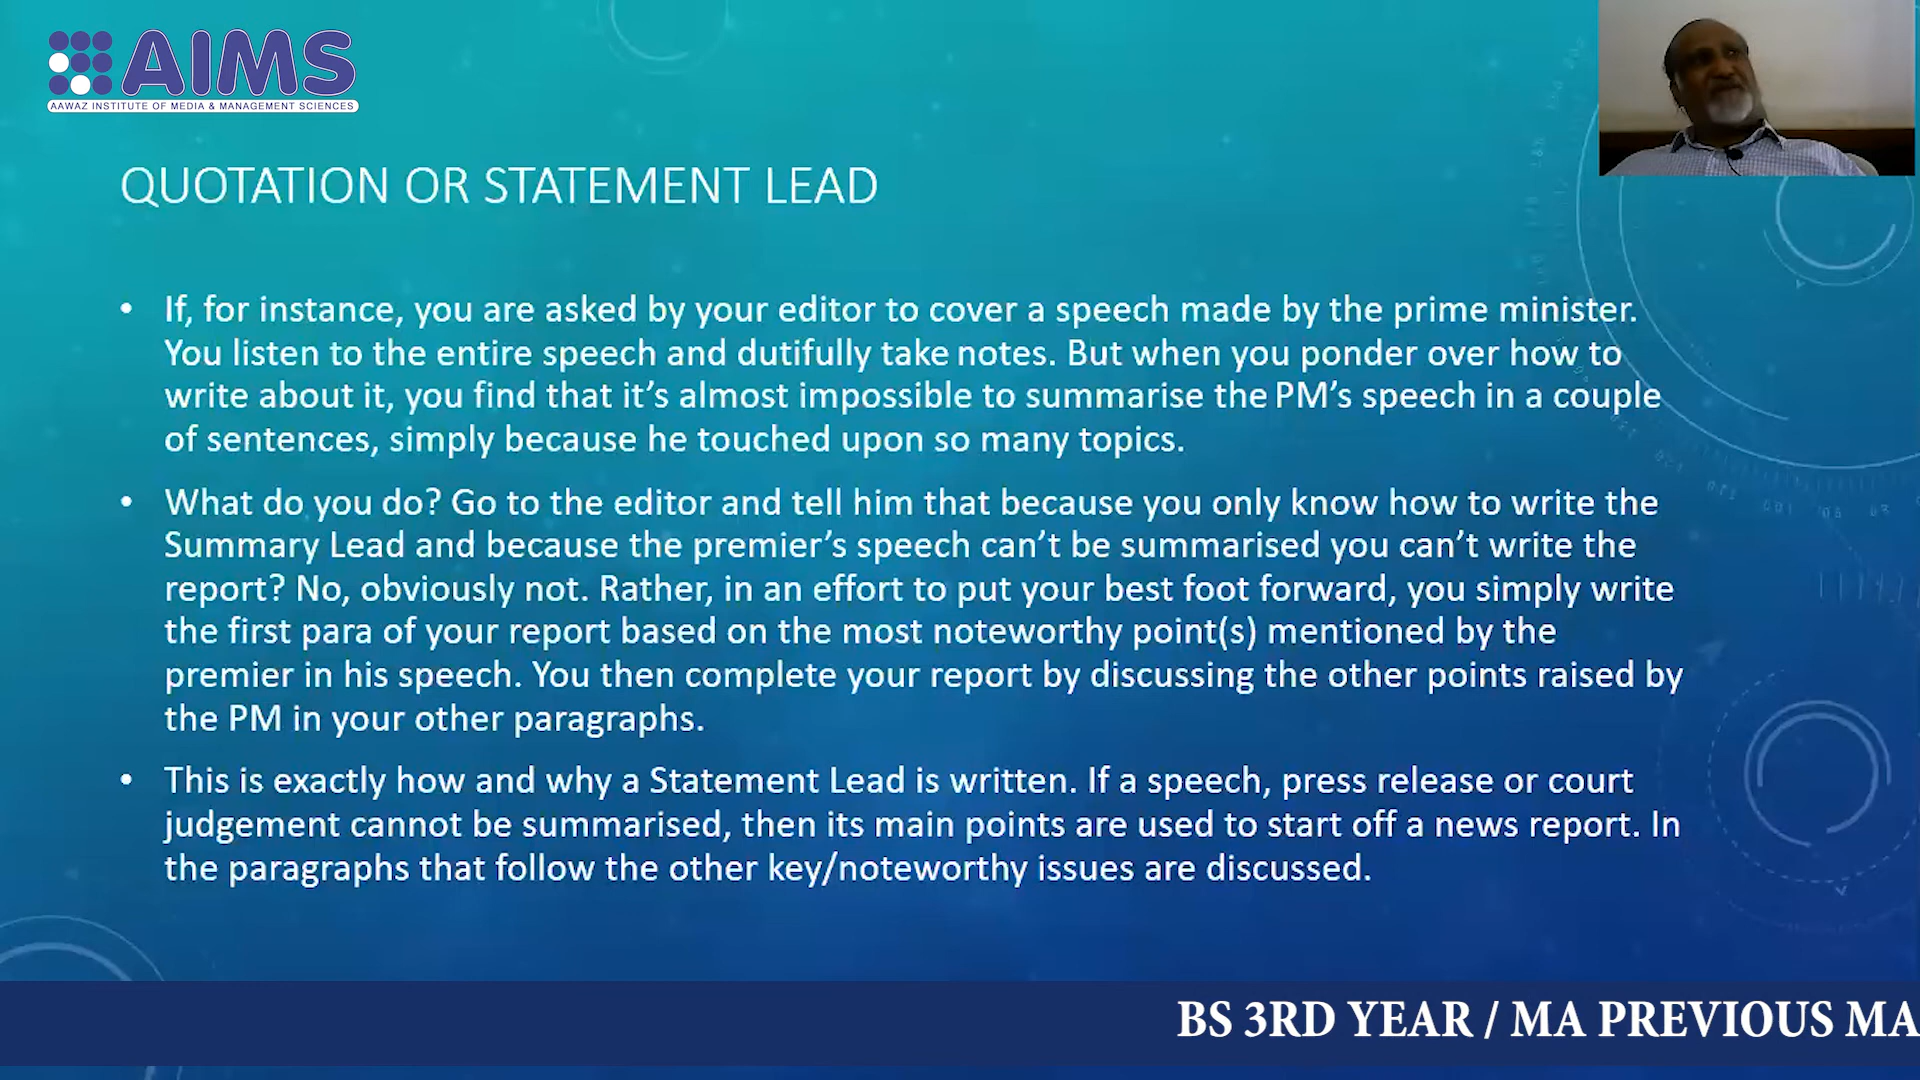 AIMS
AAWAZ INSTITUTE OF MEDIA & MANAGEMENT SCIENCES
QUOTATION OR STATEMENT LEAD
• If, for instance, you are asked by your editor to cover a speech made by the prime minister.
You listen to the entire speech and dutifully take notes. But when you ponder over how to
write about it, you find that it’s almost impossible to summarise the PM’s speech in a couple
of sentences, simply because he touched upon so many topics.
• What do you do? Go to the editor and tell him that because you only know how to write the
Summary Lead and because the premier’s speech can’t be summarised you can’t write the
report? No, obviously not. Rather, in an effort to put your best foot forward, you simply write
the first para of your report based on the most noteworthy point(s) mentioned by the
premier in his speech. You then complete your report by discussing the other points raised by
the PM in your other paragraphs.
• This is exactly how and why a Statement Lead is written. If a speech, press release or court
judgement cannot be summarised, then its main points are used to start off a news report. In
the paragraphs that follow the other key/noteworthy issues are discussed.
BS 3RD YEAR / MA PREVIOUS MA